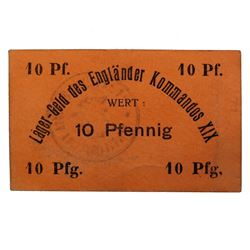 10 Pf. 10 Pf.
Lager-Geld des Engländer Kommandos XIX
WERT:
10 Pfennig
10 Pfg. 10 Pfg.